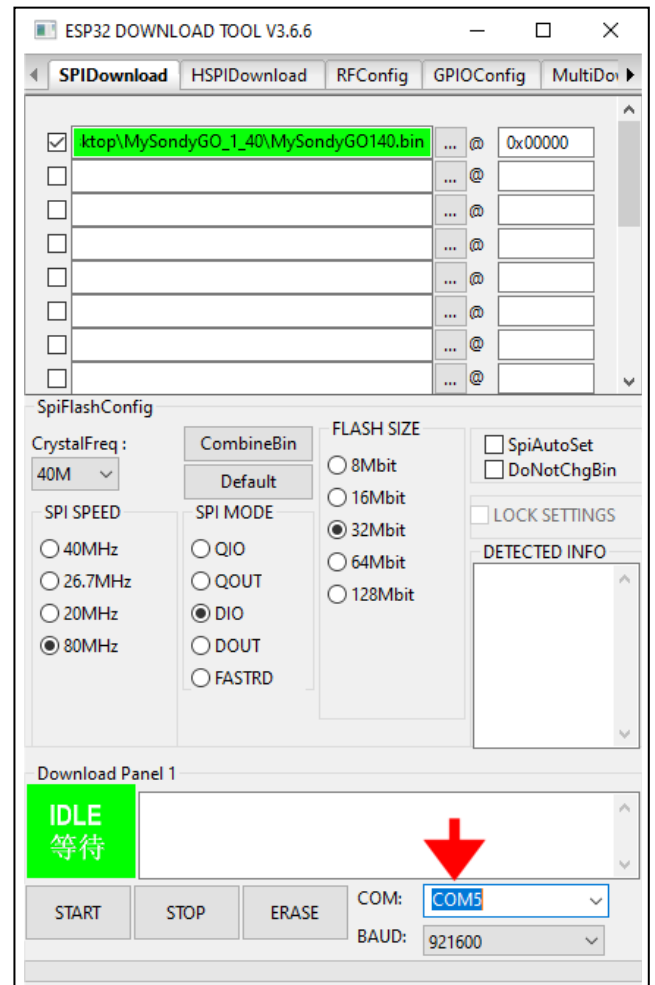 ESP32 DOWNLOAD TOOL V3.6.6
SPIDownload HSPIDownload RFConfig GPIOConfig MultiDo
:ktop\MySondyGO_1_40\MySondyGO140.bin ... @ 0x00000
... @
... @
... @
... @
... @
... @
... @
SpiFlashConfig
CrystalFreq :
40M
CombineBin
Default
SPI SPEED
40MHz
26.7MHz
20MHz
80MHz
SPI MODE
QIO
QOUT
DIO
DOUT
FASTRD
FLASH SIZE
8Mbit
16Mbit
32Mbit
64Mbit
128Mbit
SpiAutoSet
DoNotChgBin
LOCK SETTINGS
DETECTED INFO
Download Panel 1
IDLE
等待
START STOP ERASE
COM: COM5
BAUD: 921600